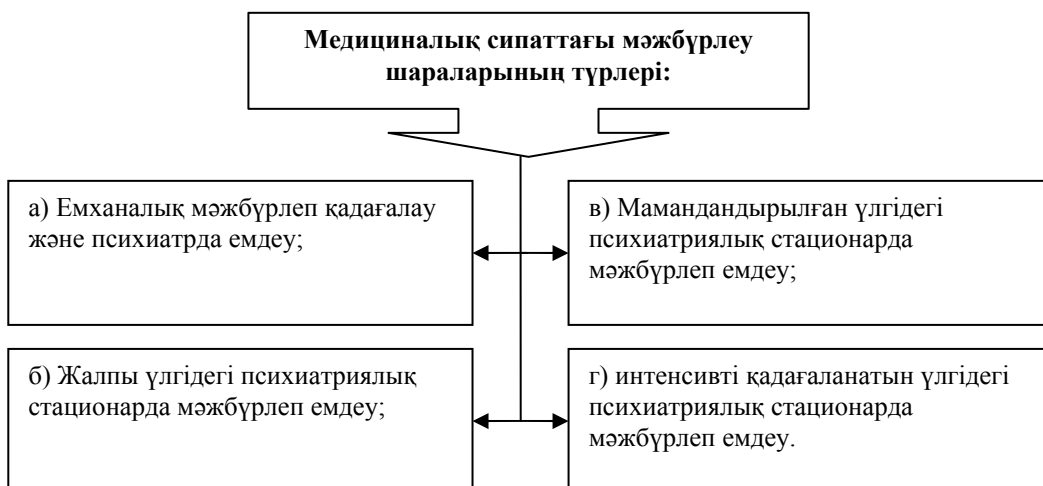 Медициналық сипаттағы мәжбүрлеу
шараларының түрлері:
а) Емханалық мәжбүрлеп қадағалау
және психиатрда емдеу;
в) Мамандандырылған үлгідегі
психиатриялық стационарда
мәжбүрлеп емдеу;
б) Жалпы үлгідегі психиатриялық
стационарда мәжбүрлеп емдеу;
г) интенсивті қадағаланатын үлгідегі
психиатриялық стационарда
мәжбүрлеп емдеу.